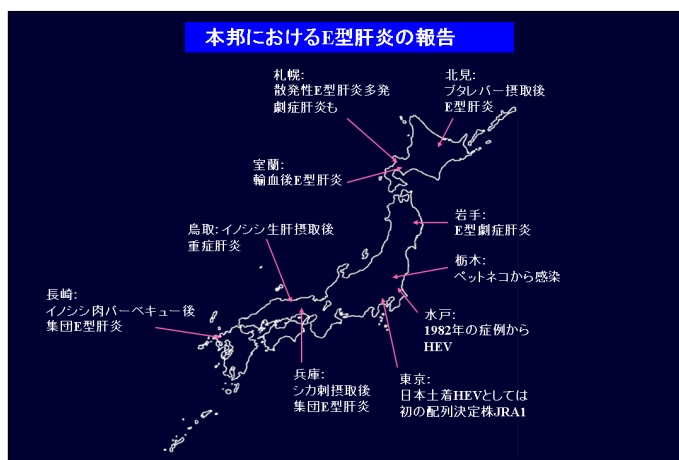 本邦におけるE型肝炎の報告
札幌:
散発性E型肝炎多発
劇症肝炎も
北見:
ブタレバー摂取後
E型肝炎
室蘭:
輸血後E型肝炎
岩手:
E型劇症肝炎
鳥取: イノシシ生肝摂取後
重症肝炎
栃木:
ペットネコから感染
長崎:
イノシシ肉バーベキュー後
集団E型肝炎
水戸:
1982年の症例から
HEV
兵庫:
シカ刺摂取後
集団E型肝炎
東京:
日本土着HEVとしては
初の配列決定株JRA1